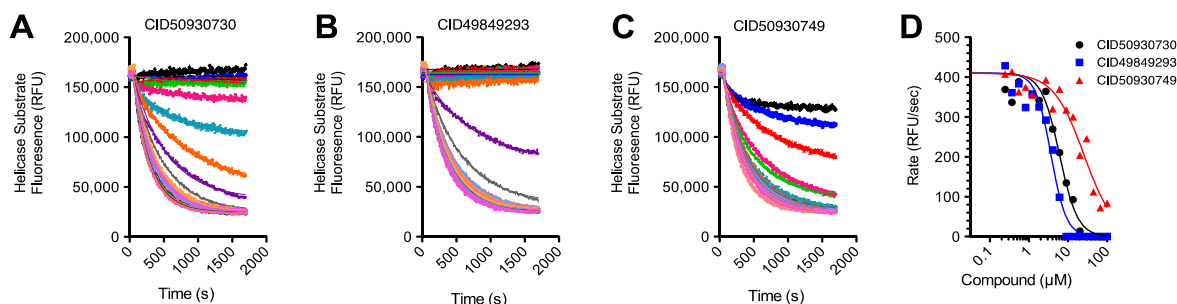 A
CID50930730
Helicase Substrate
Fluorescence (RFU)
200,000
150,000
100,000
50,000
0
0
500
1000
1500
2000
Time (s)
B
CID49849293
Helicase Substrate
Fluorescence (RFU)
200,000
150,000
100,000
50,000
0
0
500
1000
1500
2000
Time (s)
C
CID50930749
Helicase Substrate
Fluorescence (RFU)
200,000
150,000
100,000
50,000
0
0
500
1000
1500
2000
Time (s)
D
CID50930730
CID49849293
CID50930749
Rate (RFU/sec)
500
400
300
200
100
0
0.1
1
10
100
Compound (µM)